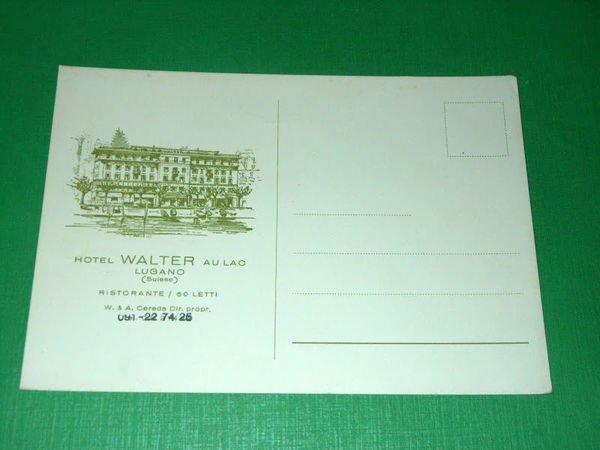 HOTEL WALTER AU LAC
LUGANO
(Suisse)
RISTORANTE / 60 LETTI
W. & A. Cereda Dir. propr.
091 - 22 74 25